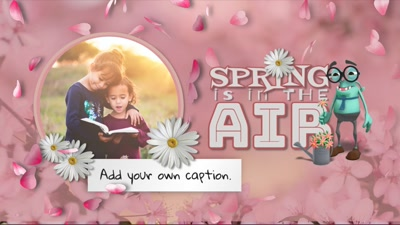 SPRING
IS IN THE
AIR
Add your own caption.